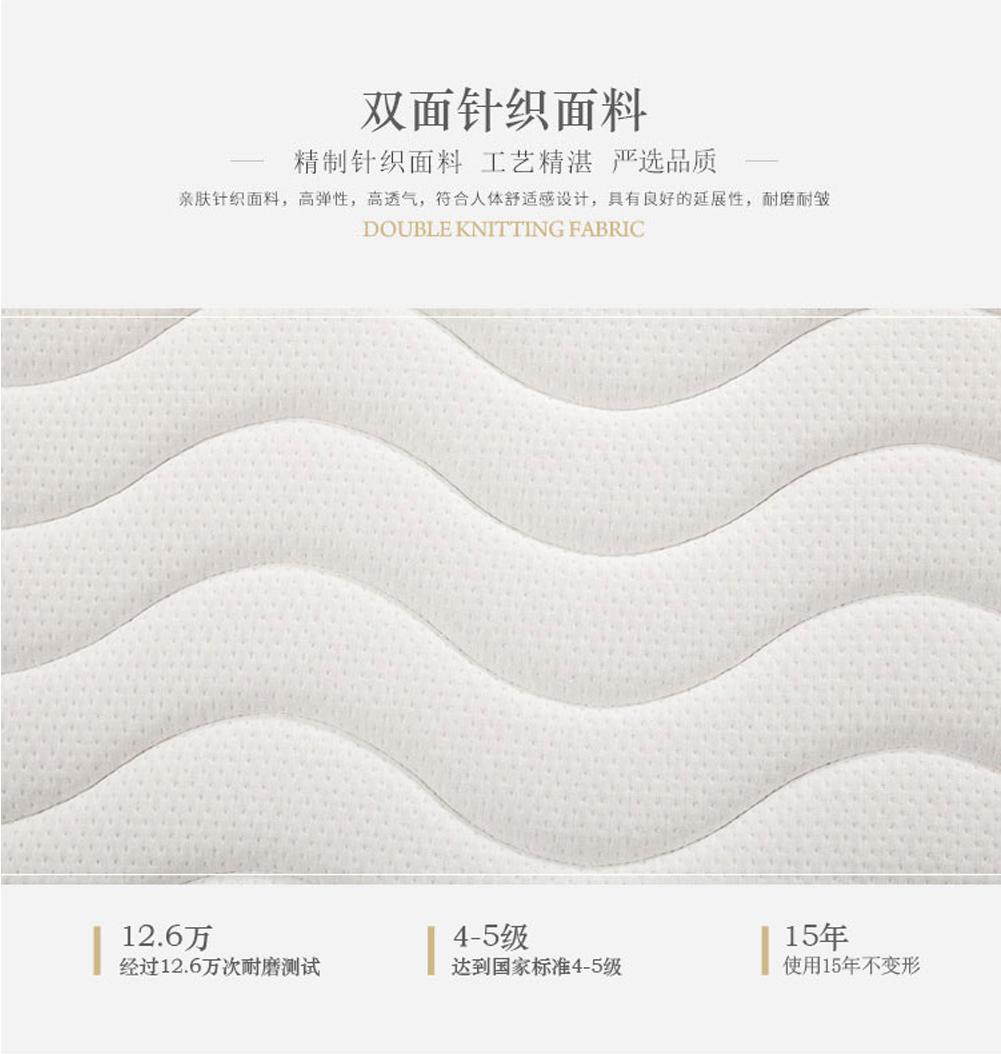 双面针织面料
精制针织面料 工艺精湛 严选品质
亲肤针织面料，高弹性，高透气，符合人体舒适感设计，具有良好的延展性，耐磨耐皱
DOUBLE KNITTING FABRIC
12.6万
经过12.6万次耐磨测试
4-5级
达到国家标准4-5级
15年
使用15年不变形